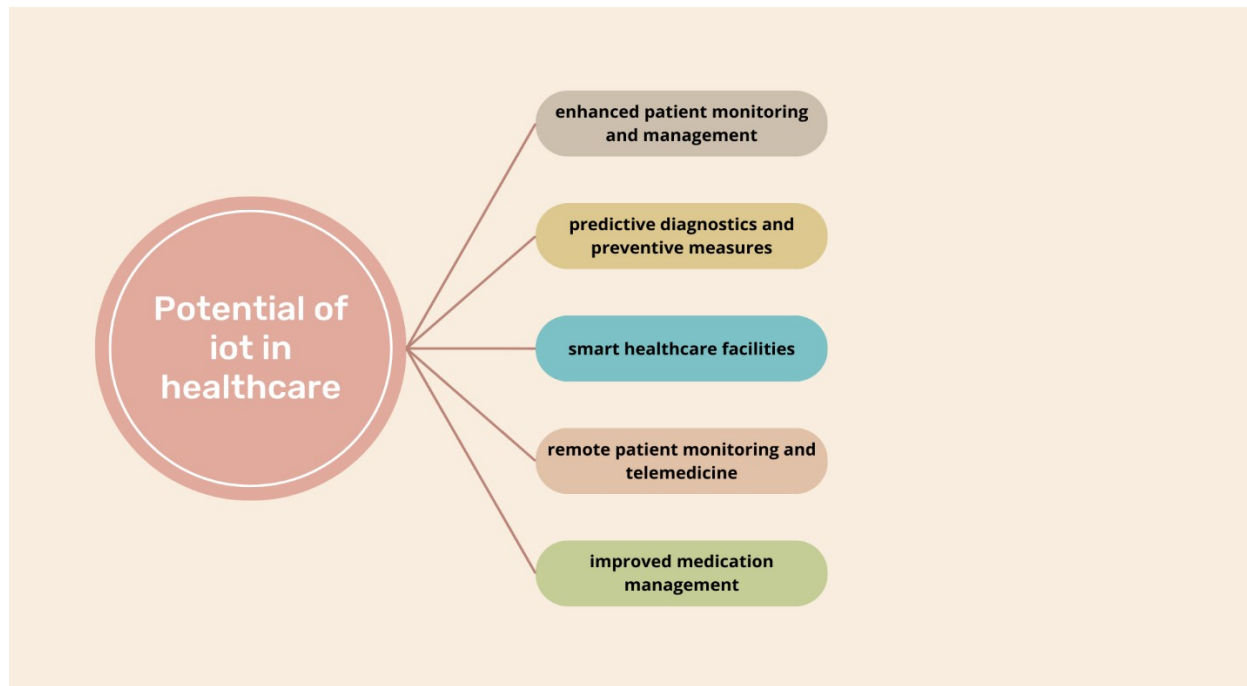 Potential of
iot in
healthcare
enhanced patient monitoring
and management
predictive diagnostics and
preventive measures
smart healthcare facilities
remote patient monitoring and
telemedicine
improved medication
management